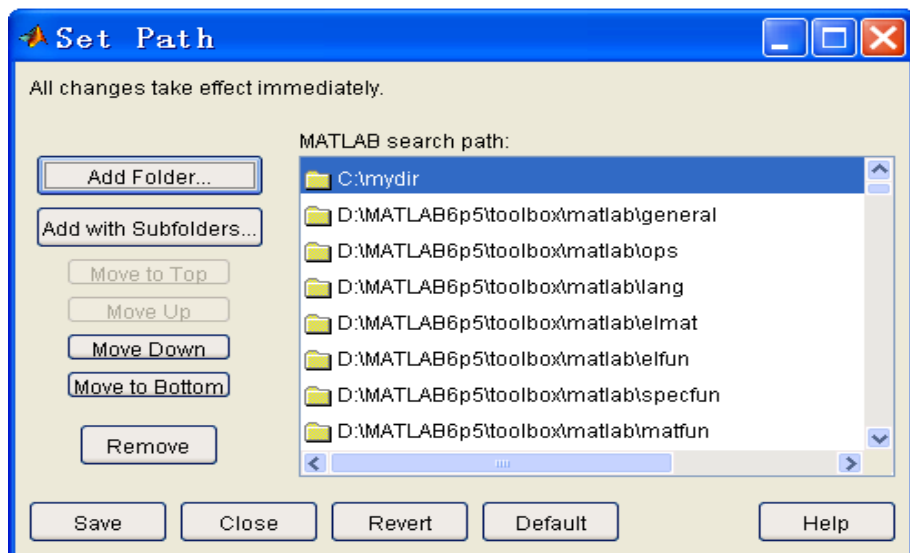 Set Path
All changes take effect immediately.
MATLAB search path:
Add Folder...
Add with Subfolders...
Move to Top
Move Up
Move Down
Move to Bottom
Remove
C:\mydir
D:\MATLAB6p5\toolbox\matlab\general
D:\MATLAB6p5\toolbox\matlab\ops
D:\MATLAB6p5\toolbox\matlab\lang
D:\MATLAB6p5\toolbox\matlab\elmat
D:\MATLAB6p5\toolbox\matlab\elfun
D:\MATLAB6p5\toolbox\matlab\specfun
D:\MATLAB6p5\toolbox\matlab\matfun
Save
Close
Revert
Default
Help